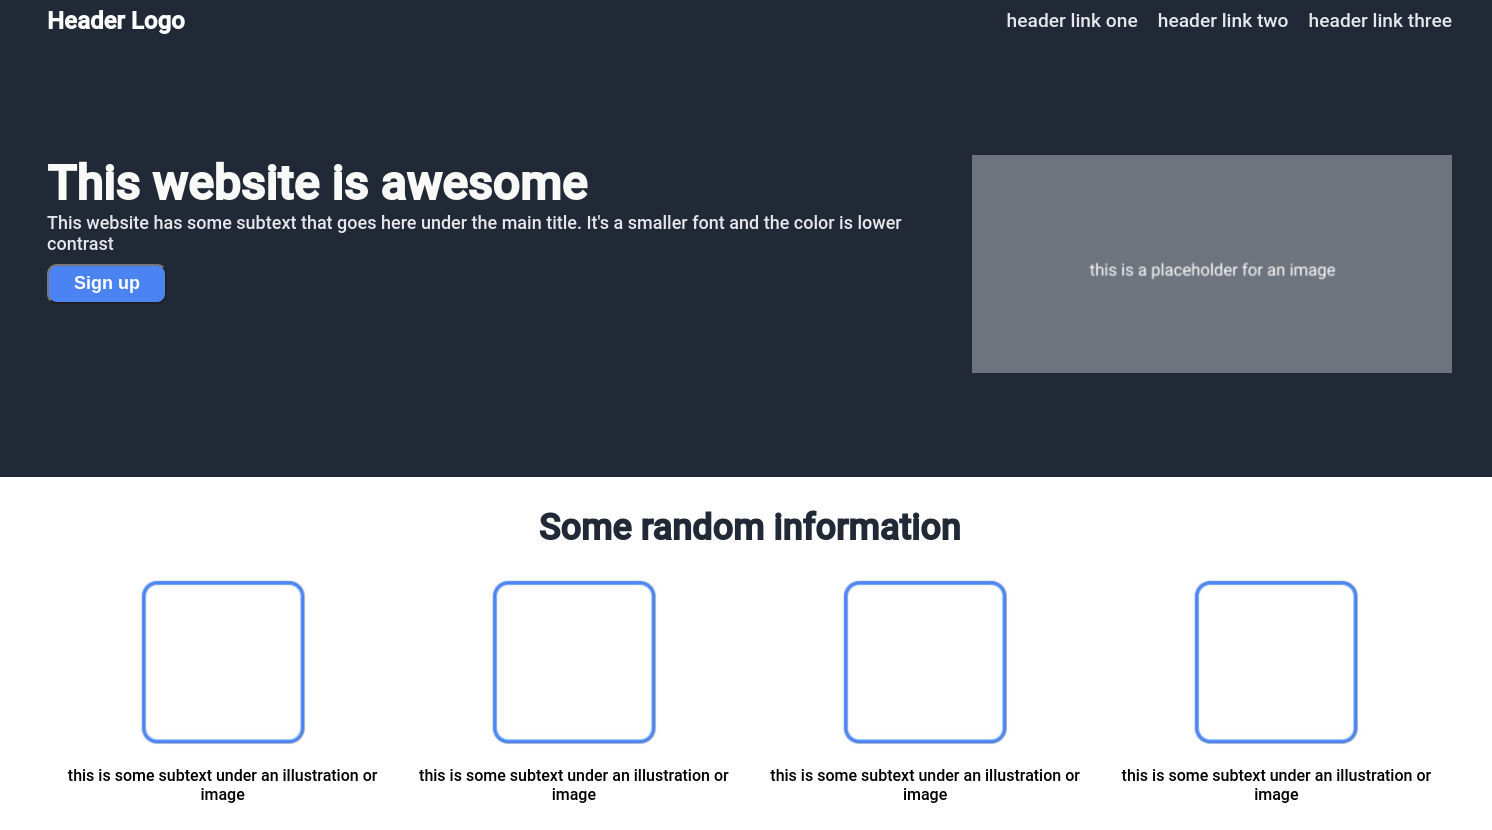 Header Logo
header link one header link two header link three
This website is awesome
This website has some subtext that goes here under the main title. It's a smaller font and the color is lower
contrast
Sign up
this is a placeholder for an image
Some random information
this is some subtext under an illustration or
image
this is some subtext under an illustration or
image
this is some subtext under an illustration or
image
this is some subtext under an illustration or
image